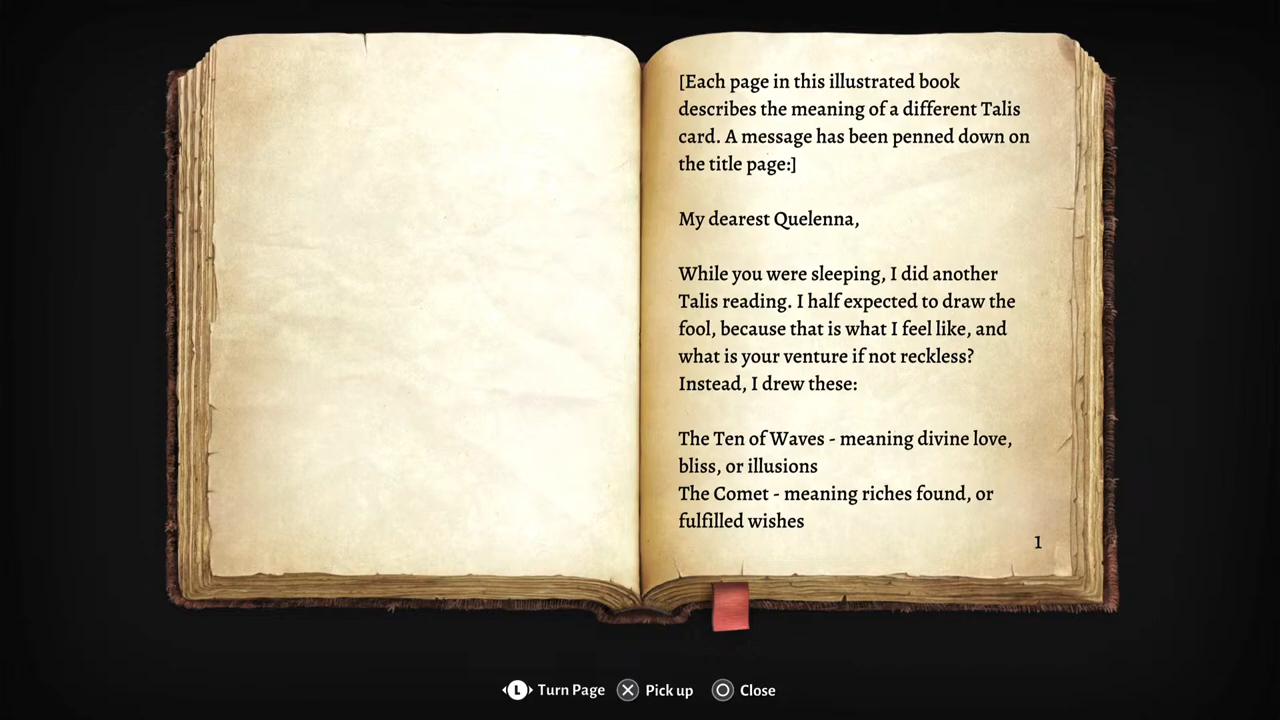 [Each page in this illustrated book
describes the meaning of a different Talis
card. A message has been penned down on
the title page:]
My dearest Quelenna,
While you were sleeping, I did another
Talis reading. I half expected to draw the
fool, because that is what I feel like, and
what is your venture if not reckless?
Instead, I drew these:
The Ten of Waves - meaning divine love,
bliss, or illusions
The Comet - meaning riches found, or
fulfilled wishes
1
L Turn Page Pick up Close